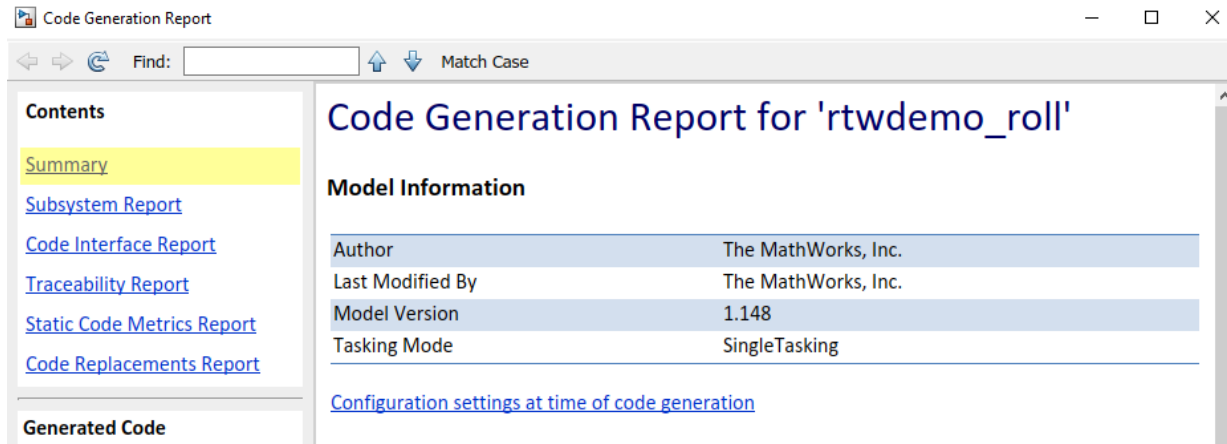 Code Generation Report
Find:
Match Case
Contents
Summary
Subsystem Report
Code Interface Report
Traceability Report
Static Code Metrics Report
Code Replacements Report
Generated Code
Code Generation Report for 'rtwdemo_roll'
Model Information
Author The MathWorks, Inc.
Last Modified By The MathWorks, Inc.
Model Version 1.148
Tasking Mode SingleTasking
Configuration settings at time of code generation